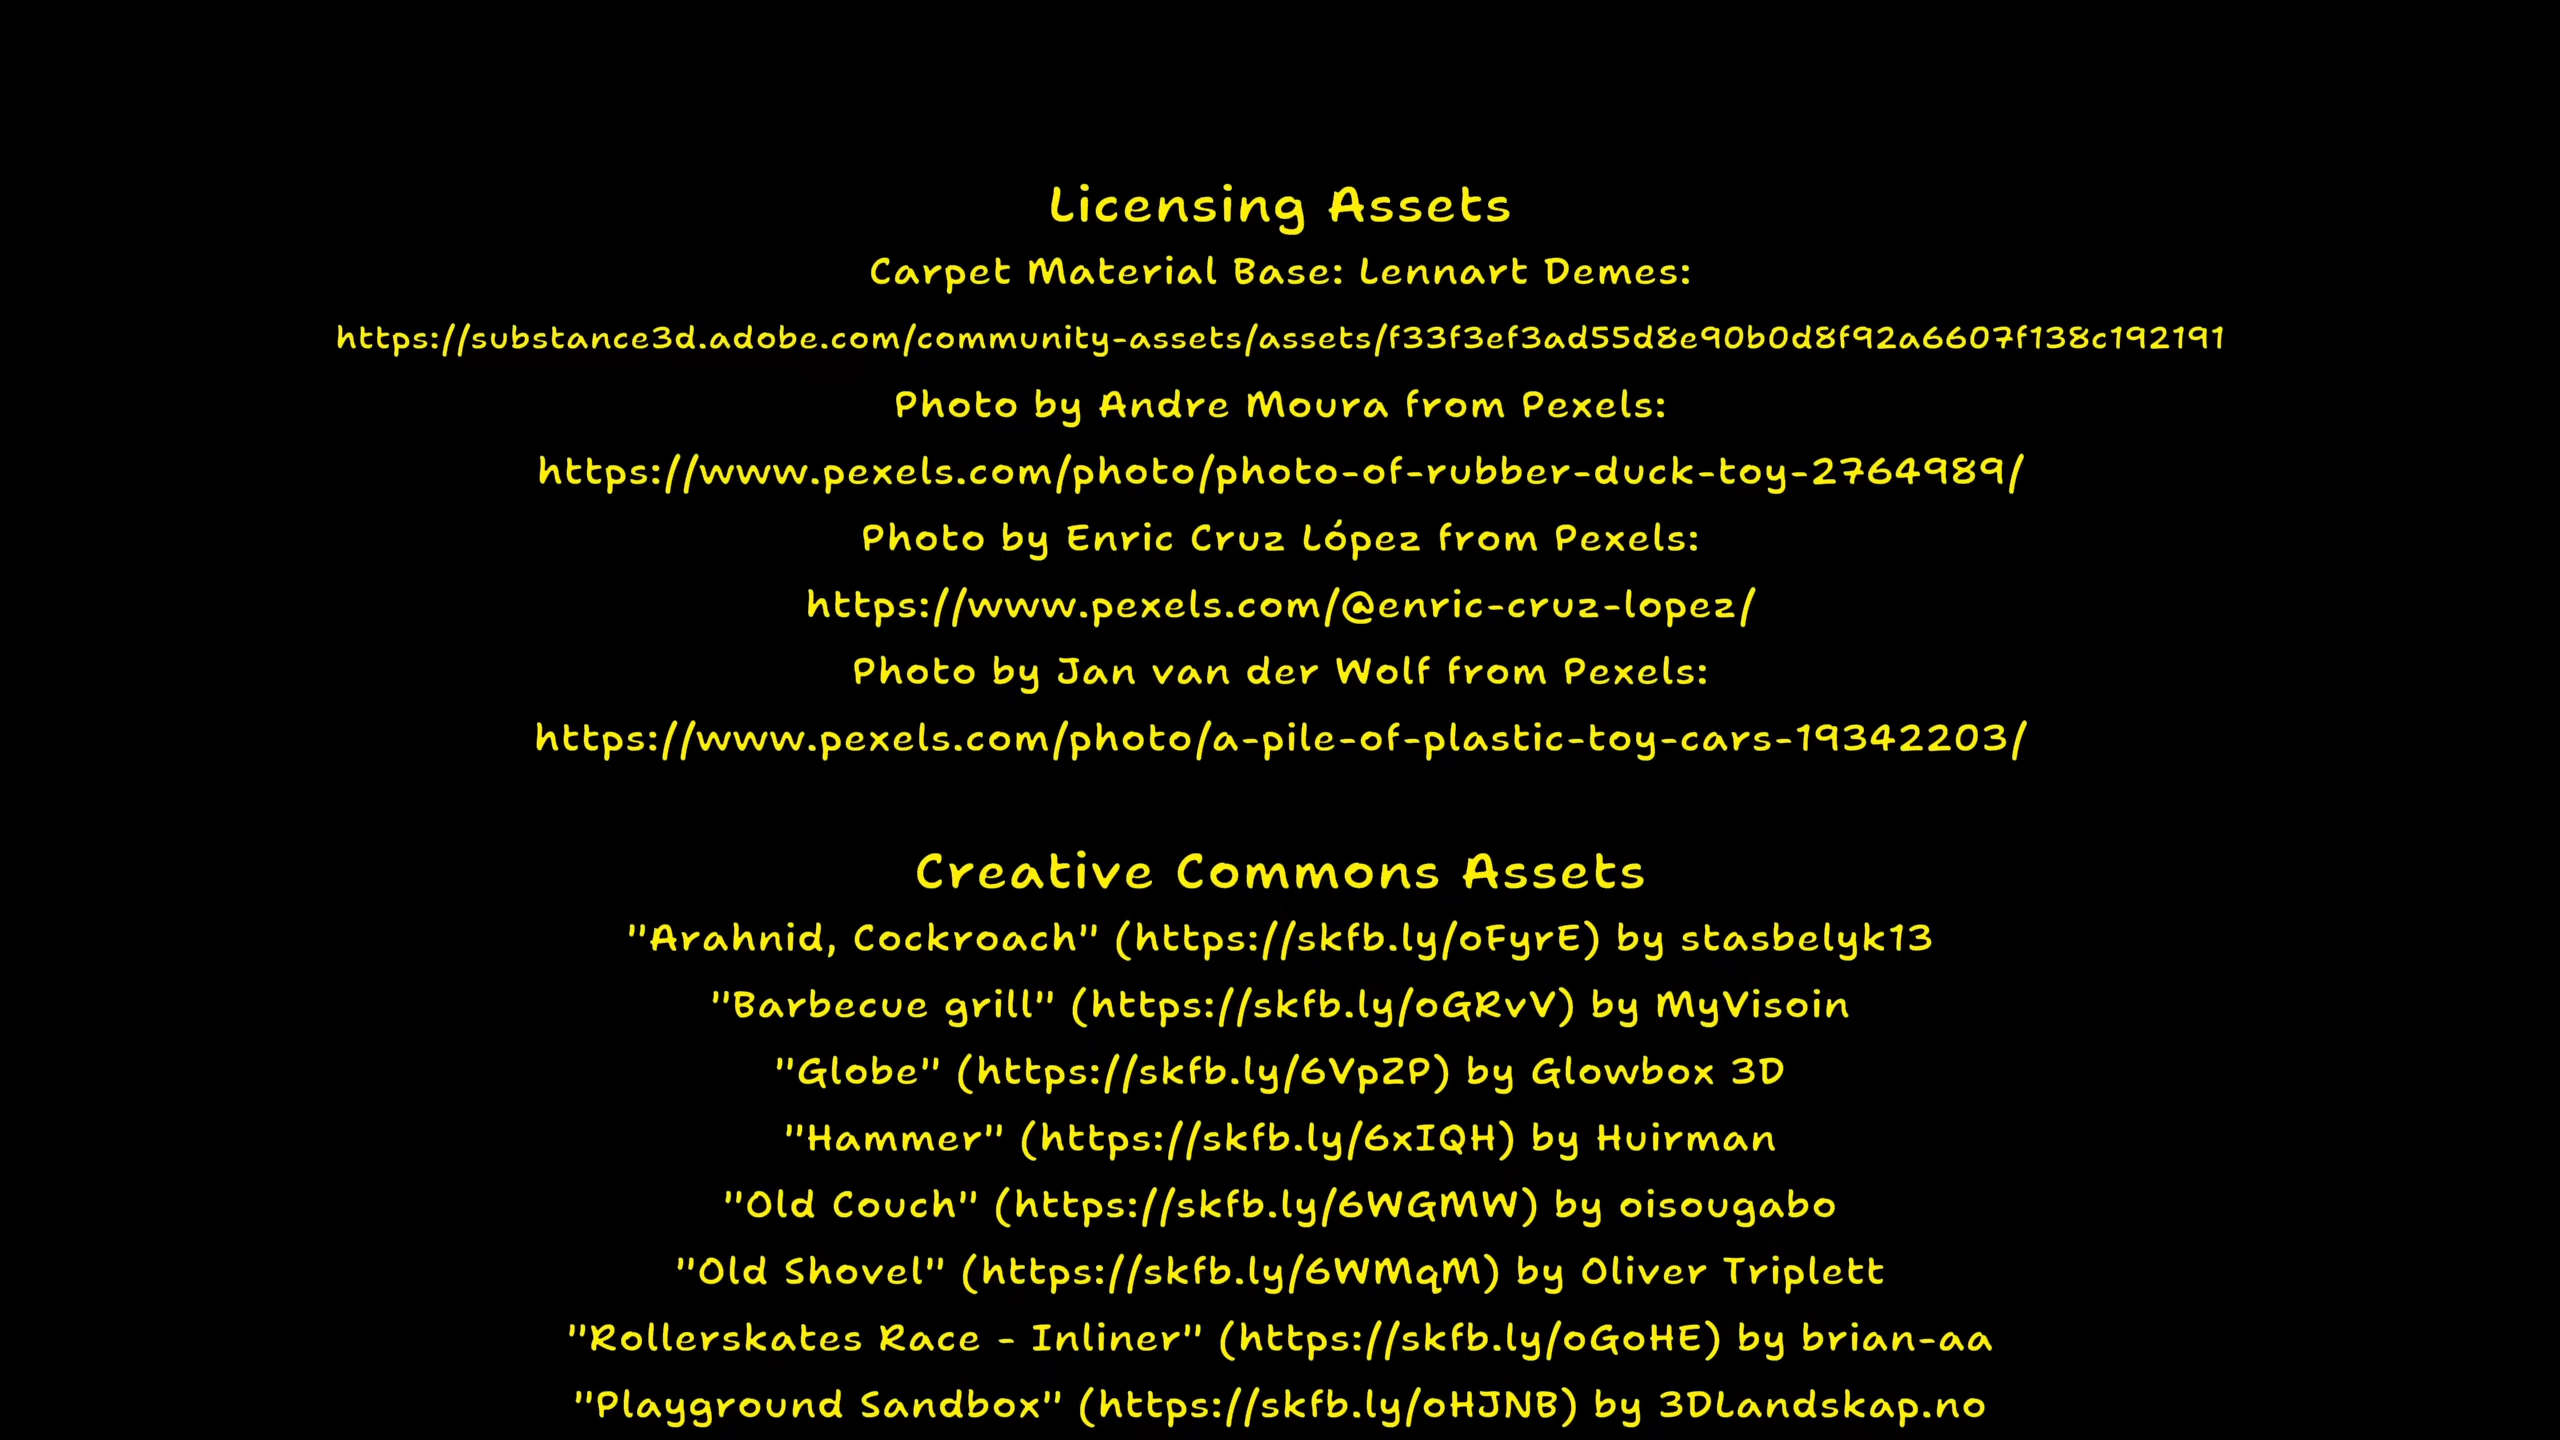 Licensing Assets
Carpet Material Base: Lennart Demes:
https://substance3d.adobe.com/community-assets/assets/f33f3ef3ad55d8e90b0d8f92a6607f138c192191
Photo by Andre Moura from Pexels:
https://www.pexels.com/photo/photo-of-rubber-duck-toy-2764989/
Photo by Enric Cruz López from Pexels:
https://www.pexels.com/@enric-cruz-lopez/
Photo by Jan van der Wolf from Pexels:
https://www.pexels.com/photo/a-pile-of-plastic-toy-cars-19342203/
Creative Commons Assets
"Arahnid, Cockroach" (https://skfb.ly/oFyrE) by stasbelyk13
"Barbecue grill" (https://skfb.ly/oGRvV) by MyVisoin
"Globe" (https://skfb.ly/6VpZP) by Glowbox 3D
"Hammer" (https://skfb.ly/6xIQH) by Huirman
"Old Couch" (https://skfb.ly/6WGMW) by oisougabo
"Old Shovel" (https://skfb.ly/6WMqM) by Oliver Triplett
"Rollerskates Race - Inliner" (https://skfb.ly/oGoHE) by brian-aa
"Playground Sandbox" (https://skfb.ly/oHJNB) by 3DLandskap.no